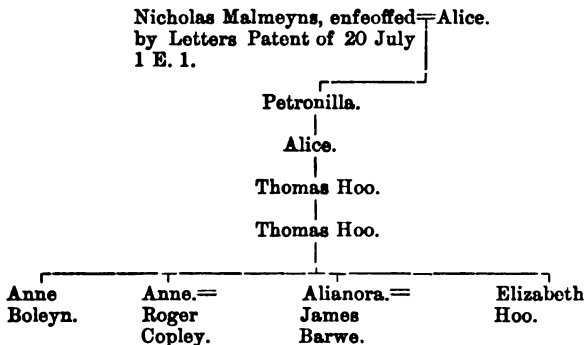 Nicholas Malmeyns, enfeoffed=Alice.
by Letters Patent of 20 July
1 E. 1.
Petronilla.
Alice.
Thomas Hoo.
Thomas Hoo.
Anne Anne.= Alianora.= Elizabeth
Boleyn. Roger James Hoo.
Copley. Barwe.